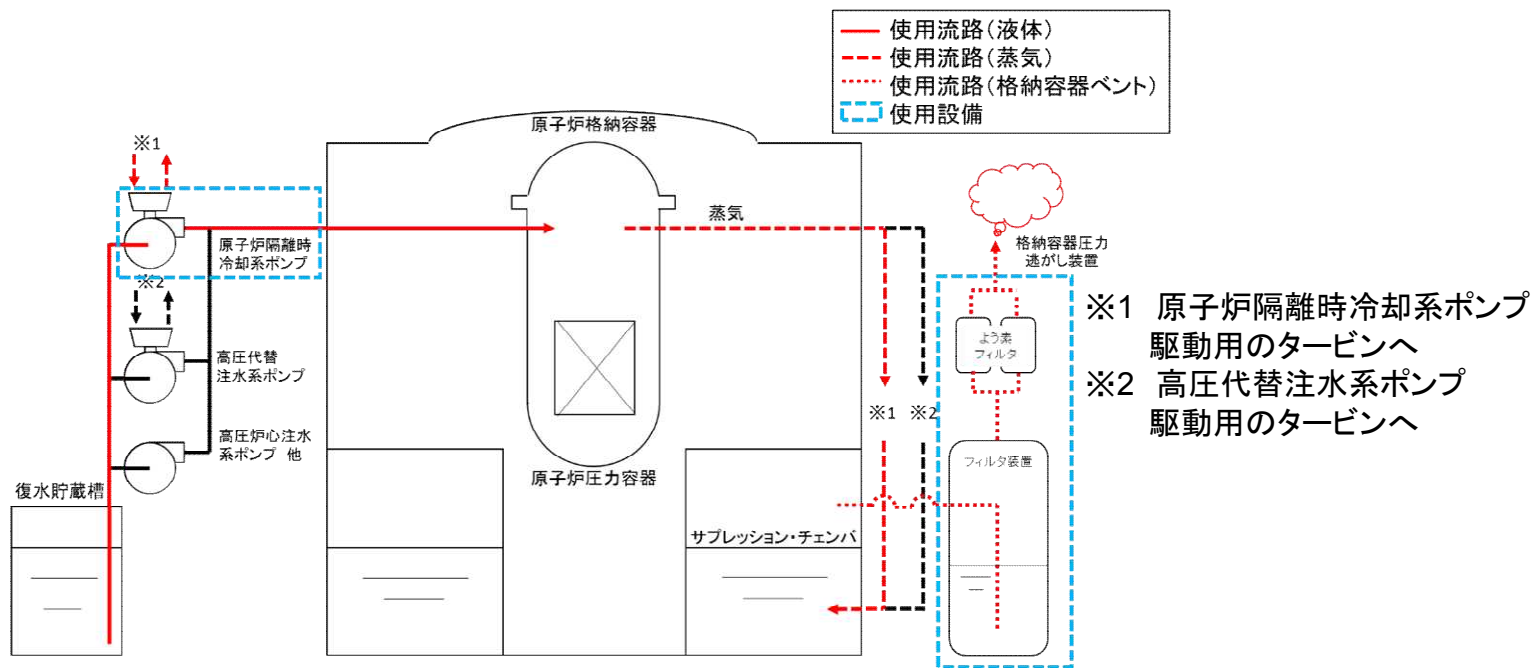 使用流路(液体)
使用流路(蒸気)
使用流路(格納容器ベント)
使用設備
原子炉格納容器
※1
蒸気
原子炉隔離時
冷却系ポンプ
格納容器圧力
逃がし装置
※2
※1 原子炉隔離時冷却系ポンプ
駆動用のタービンへ
※2 高圧代替注水系ポンプ
駆動用のタービンへ
よう素
フィルタ
高圧代替
注水系ポンプ
※1
※2
高圧炉心注水
系ポンプ 他
フィルタ装置
原子炉圧力容器
復水貯蔵槽
サプレッション・チェンバ